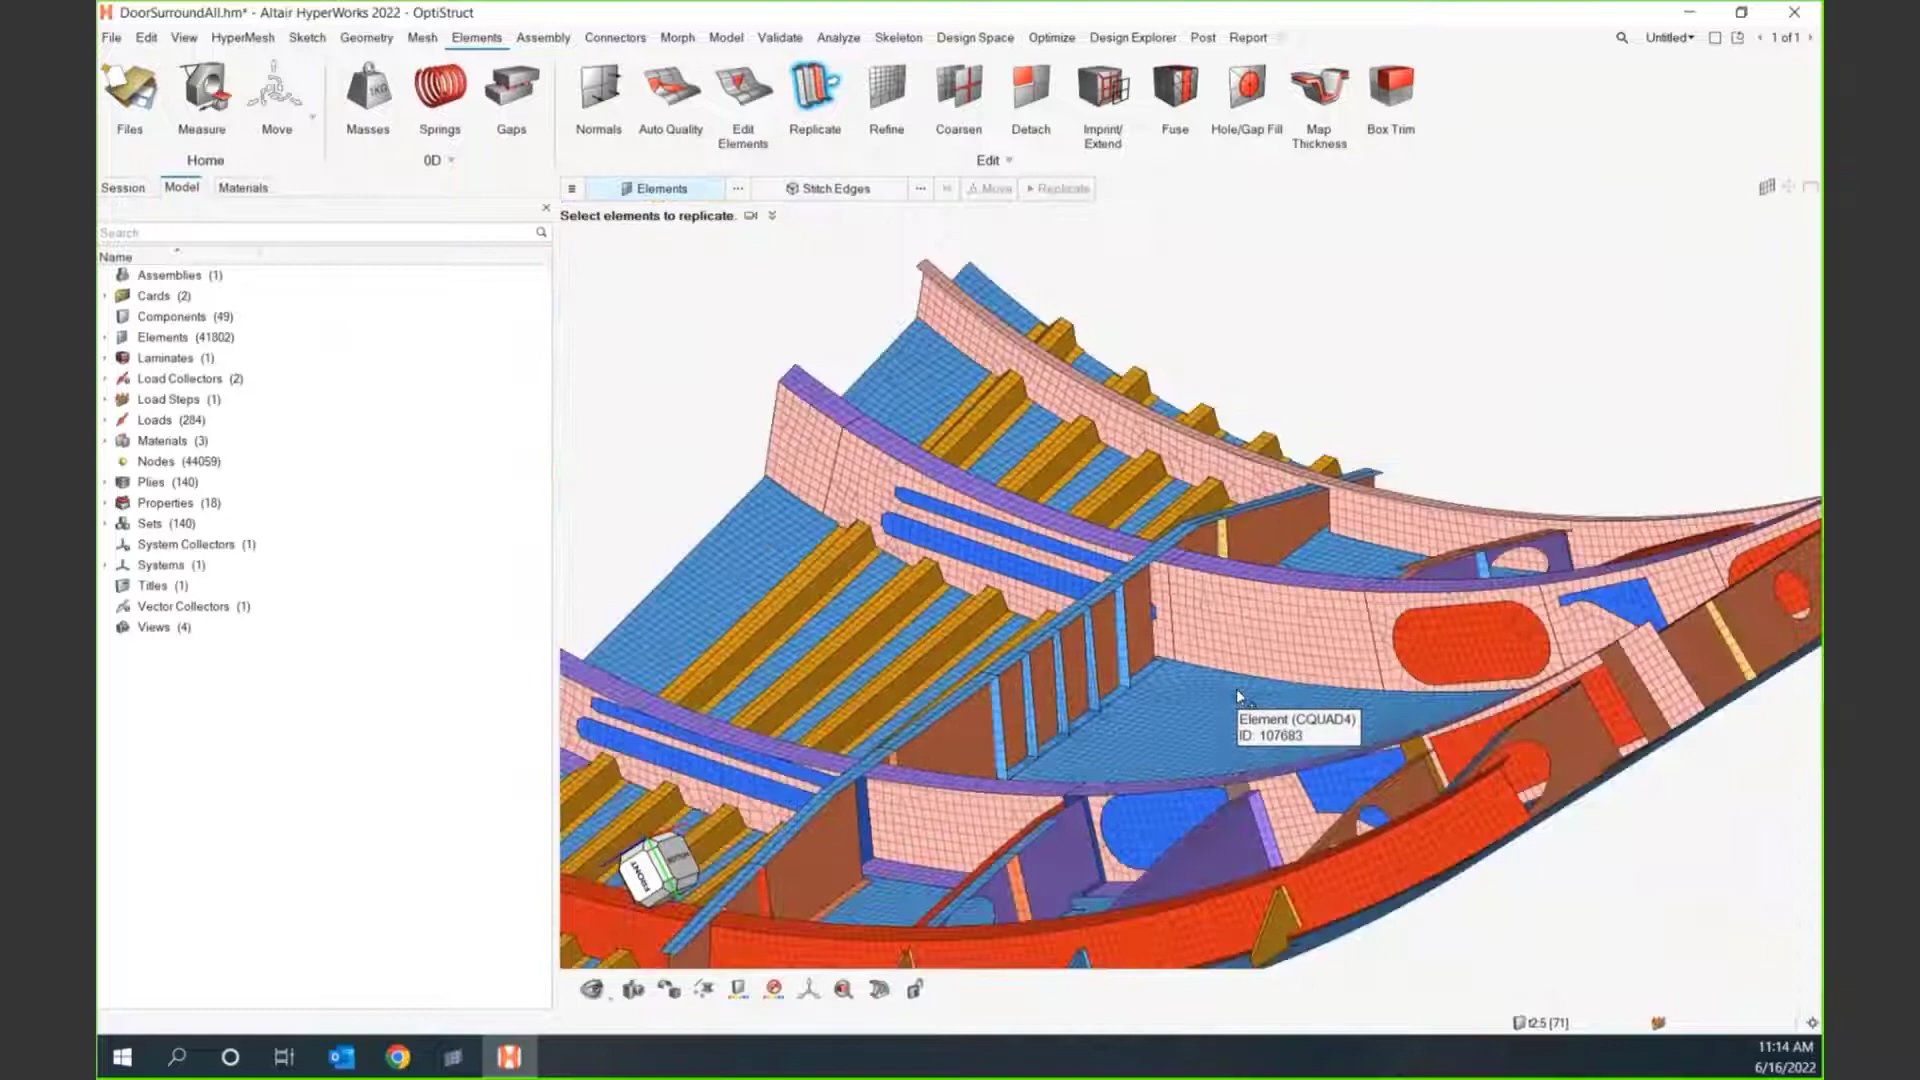 DoorSurroundAll.hm* - Altair HyperWorks 2022 - OptiStruct
File Edit View HyperMesh Sketch Geometry Mesh Elements Assembly Connectors Morph Model Validate Analyze Skeleton Design Space Optimize Design Explorer Post Report Untitled 1 of 1
1KG
Files Measure Move Masses Springs Gaps Normals Auto Quality Edit Elements Replicate Refine Coarsen Detach Imprint/ Extend Fuse Hole/Gap Fill Map Thickness Box Trim
Home 0D Edit
Session Model Materials
Elements ... Stitch Edges ... Move Replicate
Select elements to replicate.
Search
Name
Assemblies (1)
Cards (2)
Components (49)
Elements (41802)
Laminates (1)
Load Collectors (2)
Load Steps (1)
Loads (284)
Materials (3)
Nodes (44059)
Plies (140)
Properties (18)
Sets (140)
System Collectors (1)
Systems (1)
Titles (1)
Vector Collectors (1)
Views (4)
Element (CQUAD4)
ID: 107683
FRONT
BOTTOM
t2.5 [71]
11:14 AM
6/16/2022